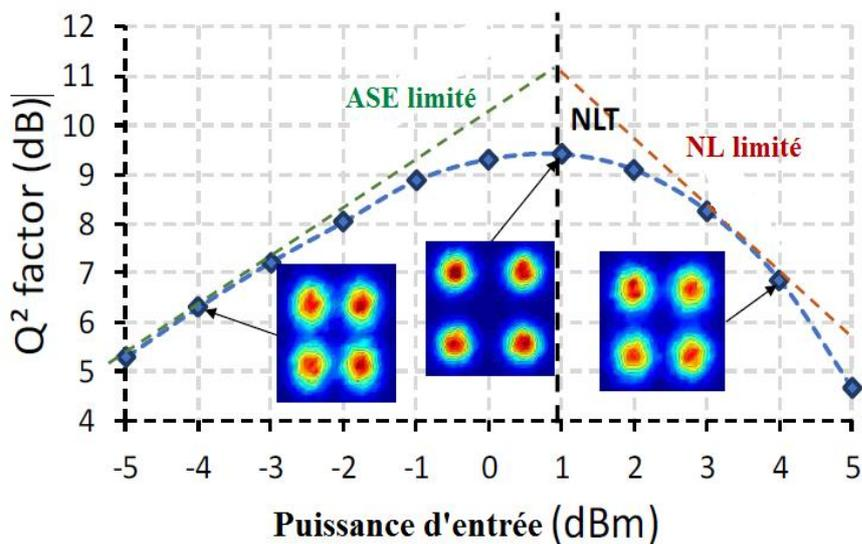 12
11
10
9
8
7
6
5
4
Q² factor (dB)
ASE limité
NLT
NL limité
-5 -4 -3 -2 -1 0 1 2 3 4 5
Puissance d'entrée (dBm)